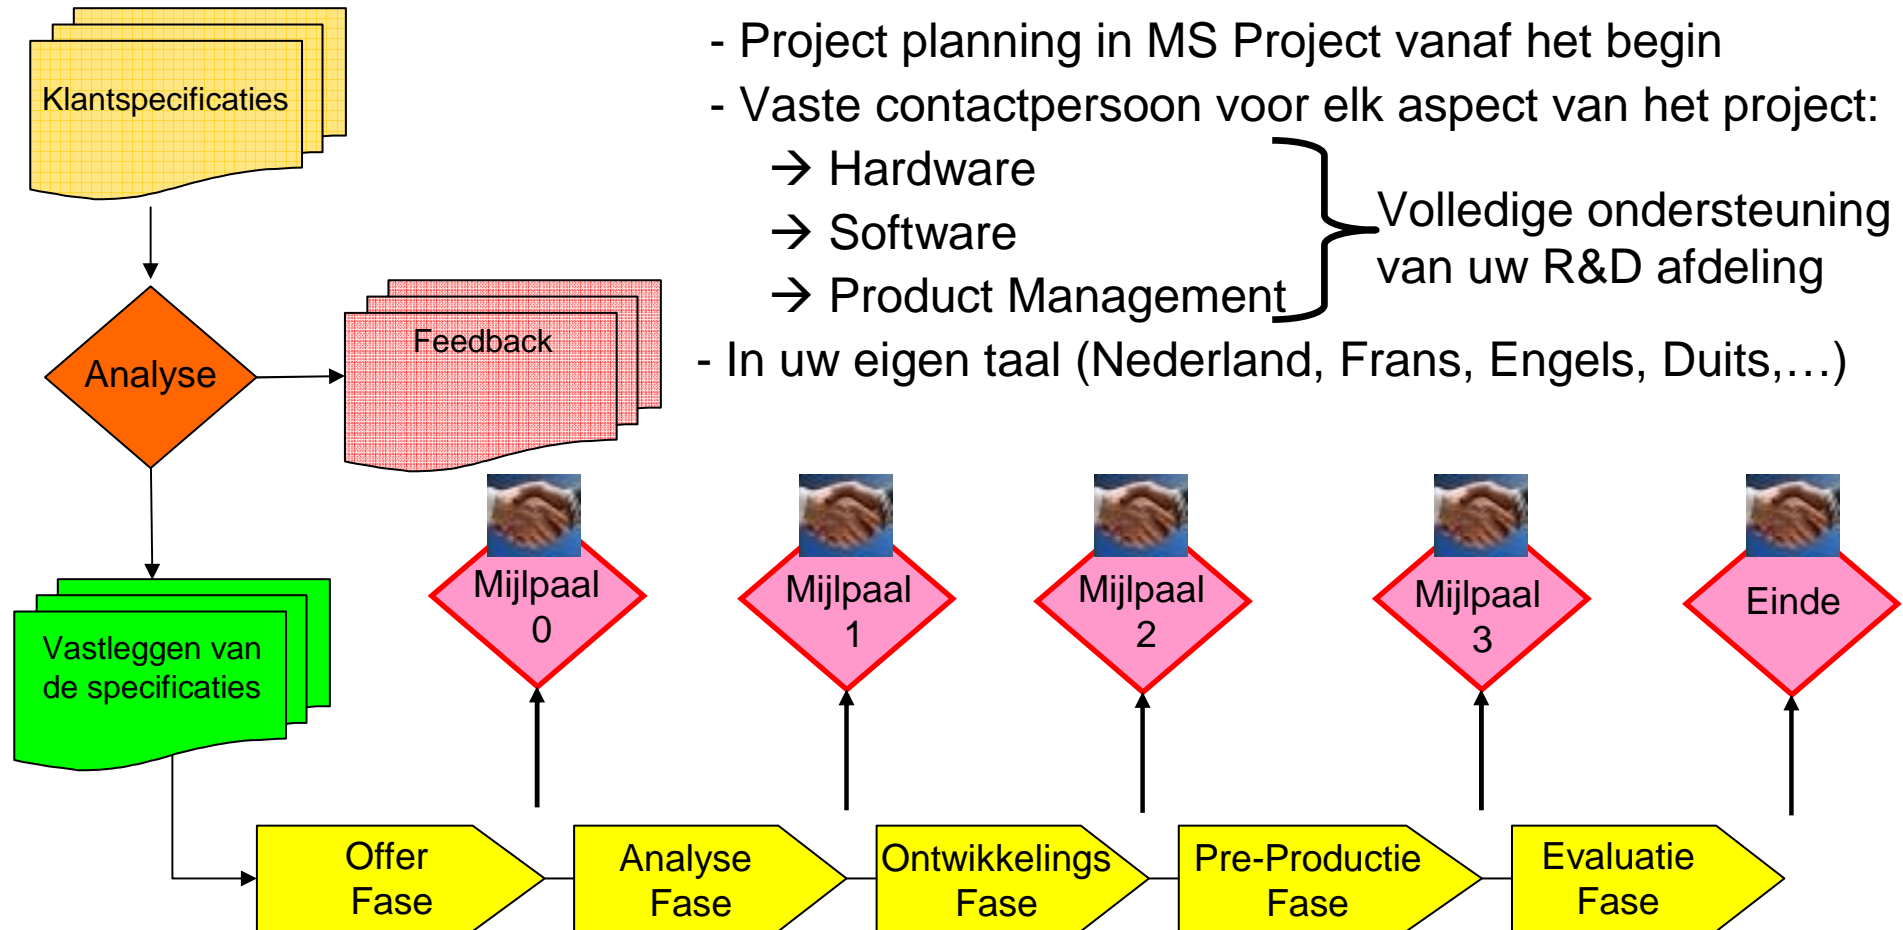 Klantspecificaties
- Project planning in MS Project vanaf het begin
- Vaste contactpersoon voor elk aspect van het project:
→ Hardware
→ Software
→ Product Management
Volledige ondersteuning
van uw R&D afdeling
- In uw eigen taal (Nederland, Frans, Engels, Duits,…)
Analyse
Feedback
Vastleggen van
de specificaties
Mijlpaal
0
Mijlpaal
1
Mijlpaal
2
Mijlpaal
3
Einde
Offer
Fase
Analyse
Fase
Ontwikkelings
Fase
Pre-Productie
Fase
Evaluatie
Fase